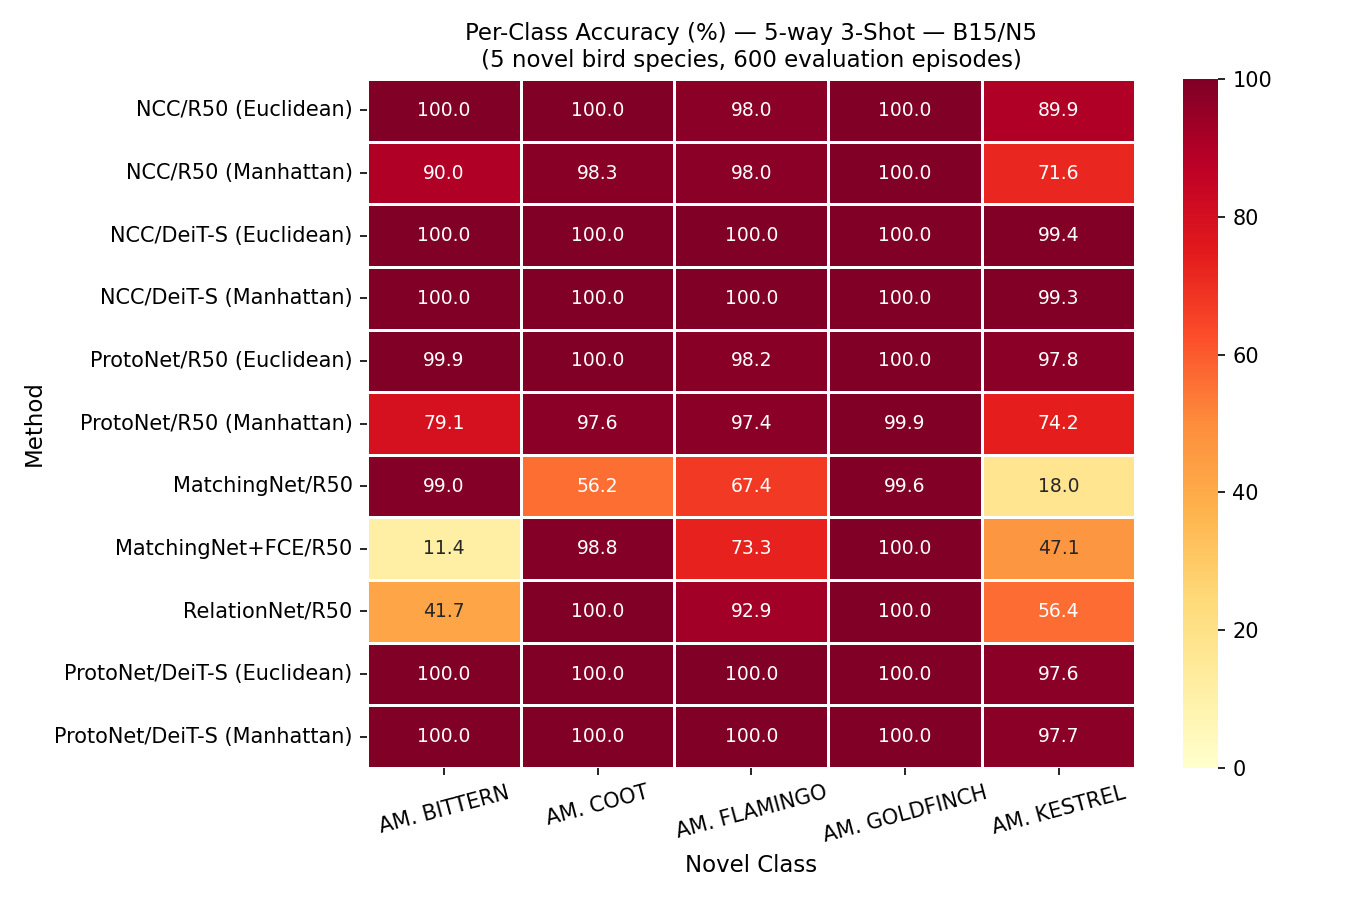 Per-Class Accuracy (%) — 5-way 3-Shot — B15/N5
(5 novel bird species, 600 evaluation episodes)
Method
NCC/R50 (Euclidean) 100.0 100.0 98.0 100.0 89.9
NCC/R50 (Manhattan) 90.0 98.3 98.0 100.0 71.6
NCC/DeiT-S (Euclidean) 100.0 100.0 100.0 100.0 99.4
NCC/DeiT-S (Manhattan) 100.0 100.0 100.0 100.0 99.3
ProtoNet/R50 (Euclidean) 99.9 100.0 98.2 100.0 97.8
ProtoNet/R50 (Manhattan) 79.1 97.6 97.4 99.9 74.2
MatchingNet/R50 99.0 56.2 67.4 99.6 18.0
MatchingNet+FCE/R50 11.4 98.8 73.3 100.0 47.1
RelationNet/R50 41.7 100.0 92.9 100.0 56.4
ProtoNet/DeiT-S (Euclidean) 100.0 100.0 100.0 100.0 97.6
ProtoNet/DeiT-S (Manhattan) 100.0 100.0 100.0 100.0 97.7
AM. BITTERN AM. COOT AM. FLAMINGO AM. GOLDFINCH AM. KESTREL
Novel Class
100
80
60
40
20
0